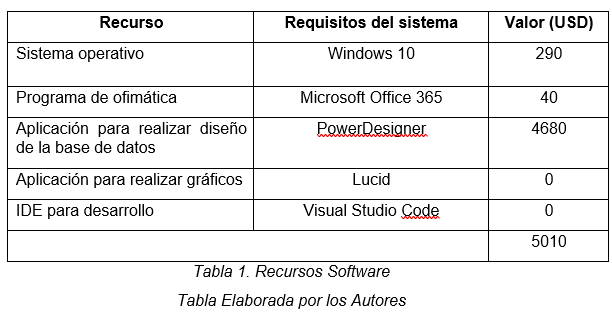 Recurso Requisitos del sistema Valor (USD)
Sistema operativo Windows 10 290
Programa de ofimática Microsoft Office 365 40
Aplicación para realizar diseño PowerDesigner 4680
de la base de datos
Aplicación para realizar gráficos Lucid 0
IDE para desarrollo Visual Studio Code 0
5010
Tabla 1. Recursos Software
Tabla Elaborada por los Autores